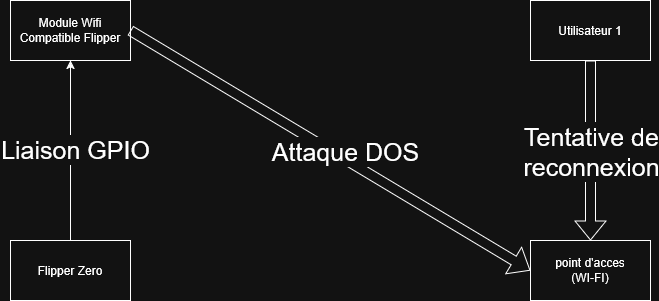 Module Wifi
Compatible Flipper
Utilisateur 1
Liaison GPIO
Attaque DOS
Tentative de
reconnexion
Flipper Zero
point d'acces
(WI-FI)